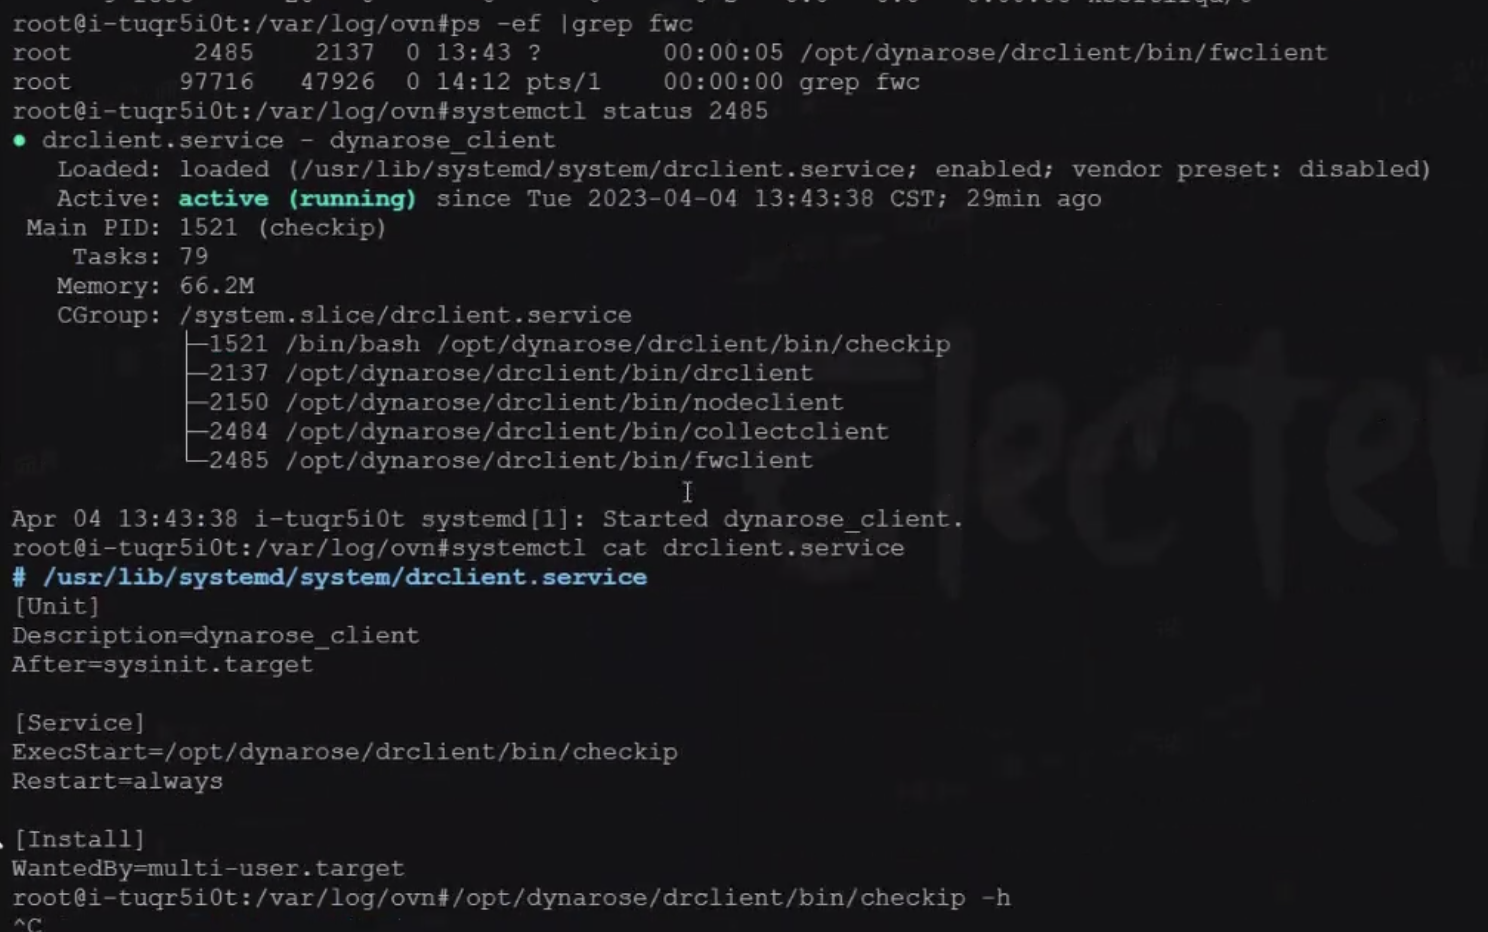 root@i-tuqr5i0t:/var/log/ovn#ps -ef |grep fwc
root 2485 2137 0 13:43 ? 00:00:05 /opt/dynarose/drclient/bin/fwclient
root 97716 47926 0 14:12 pts/1 00:00:00 grep fwc
root@i-tuqr5i0t:/var/log/ovn#systemctl status 2485
● drclient.service - dynarose_client
Loaded: loaded (/usr/lib/systemd/system/drclient.service; enabled; vendor preset: disabled)
Active: active (running) since Tue 2023-04-04 13:43:38 CST; 29min ago
Main PID: 1521 (checkip)
Tasks: 79
Memory: 66.2M
CGroup: /system.slice/drclient.service
├─1521 /bin/bash /opt/dynarose/drclient/bin/checkip
├─2137 /opt/dynarose/drclient/bin/drclient
├─2150 /opt/dynarose/drclient/bin/nodeclient
├─2484 /opt/dynarose/drclient/bin/collectclient
└─2485 /opt/dynarose/drclient/bin/fwclient
Apr 04 13:43:38 i-tuqr5i0t systemd[1]: Started dynarose_client.
root@i-tuqr5i0t:/var/log/ovn#systemctl cat drclient.service
# /usr/lib/systemd/system/drclient.service
[Unit]
Description=dynarose_client
After=sysinit.target
[Service]
ExecStart=/opt/dynarose/drclient/bin/checkip
Restart=always
[Install]
WantedBy=multi-user.target
root@i-tuqr5i0t:/var/log/ovn#/opt/dynarose/drclient/bin/checkip -h
^C